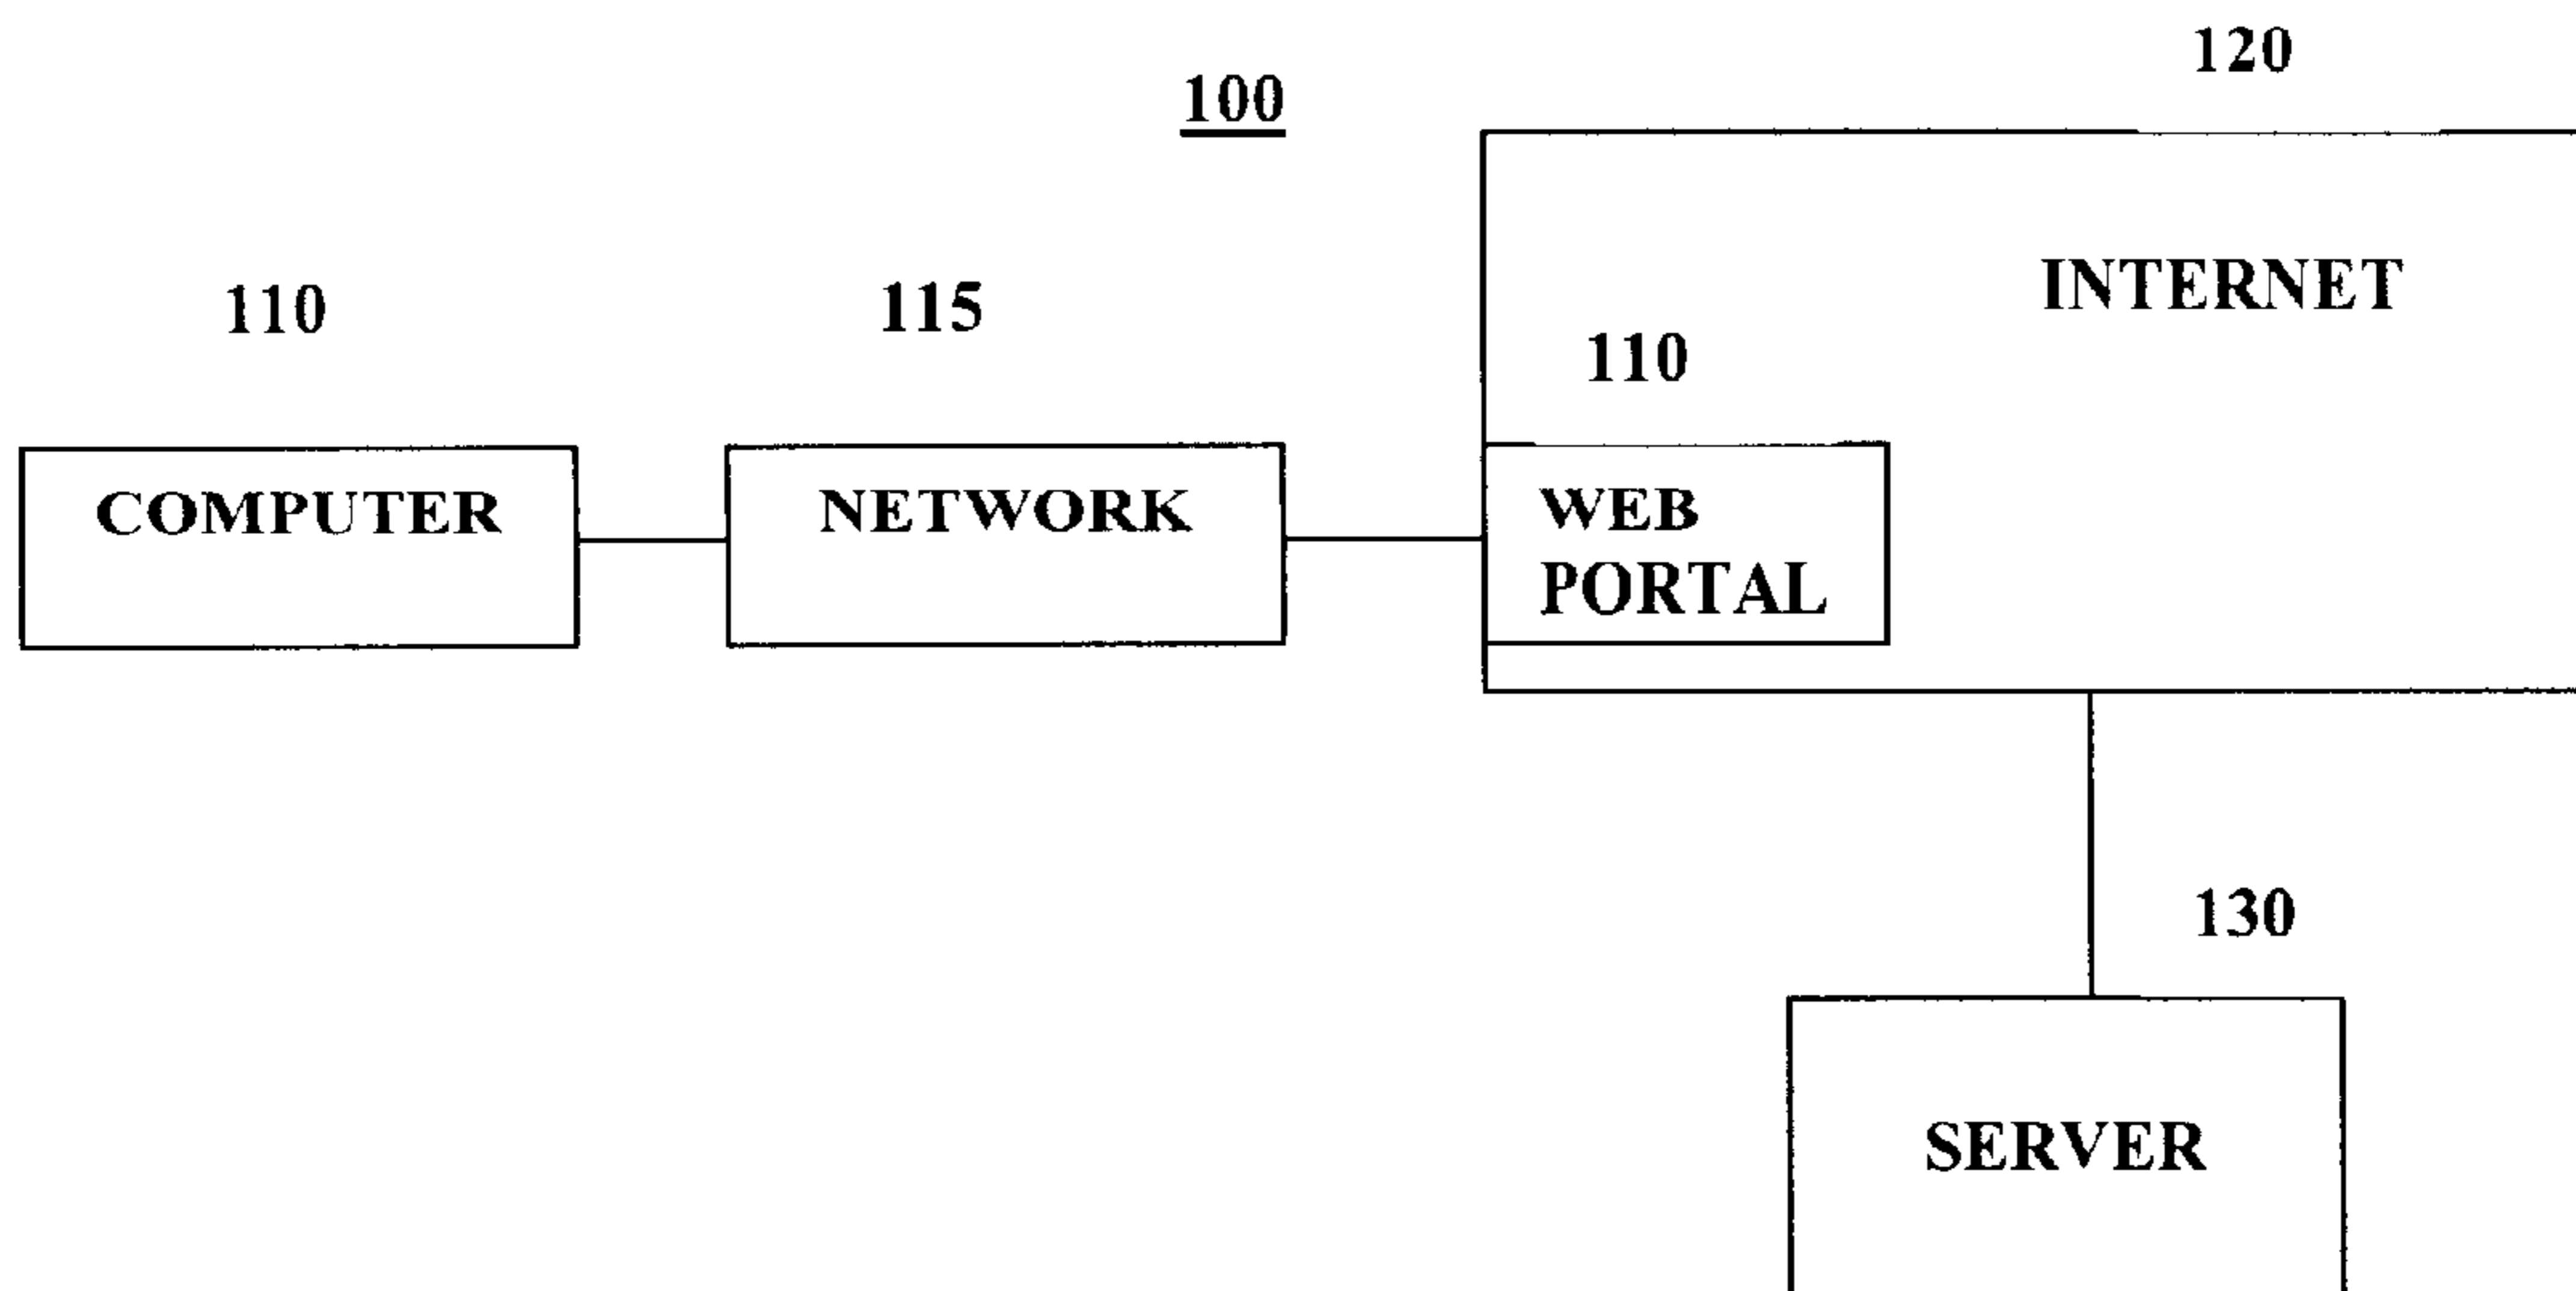 120
100
INTERNET
110
115
110
COMPUTER
NETWORK
WEB
PORTAL
130
SERVER